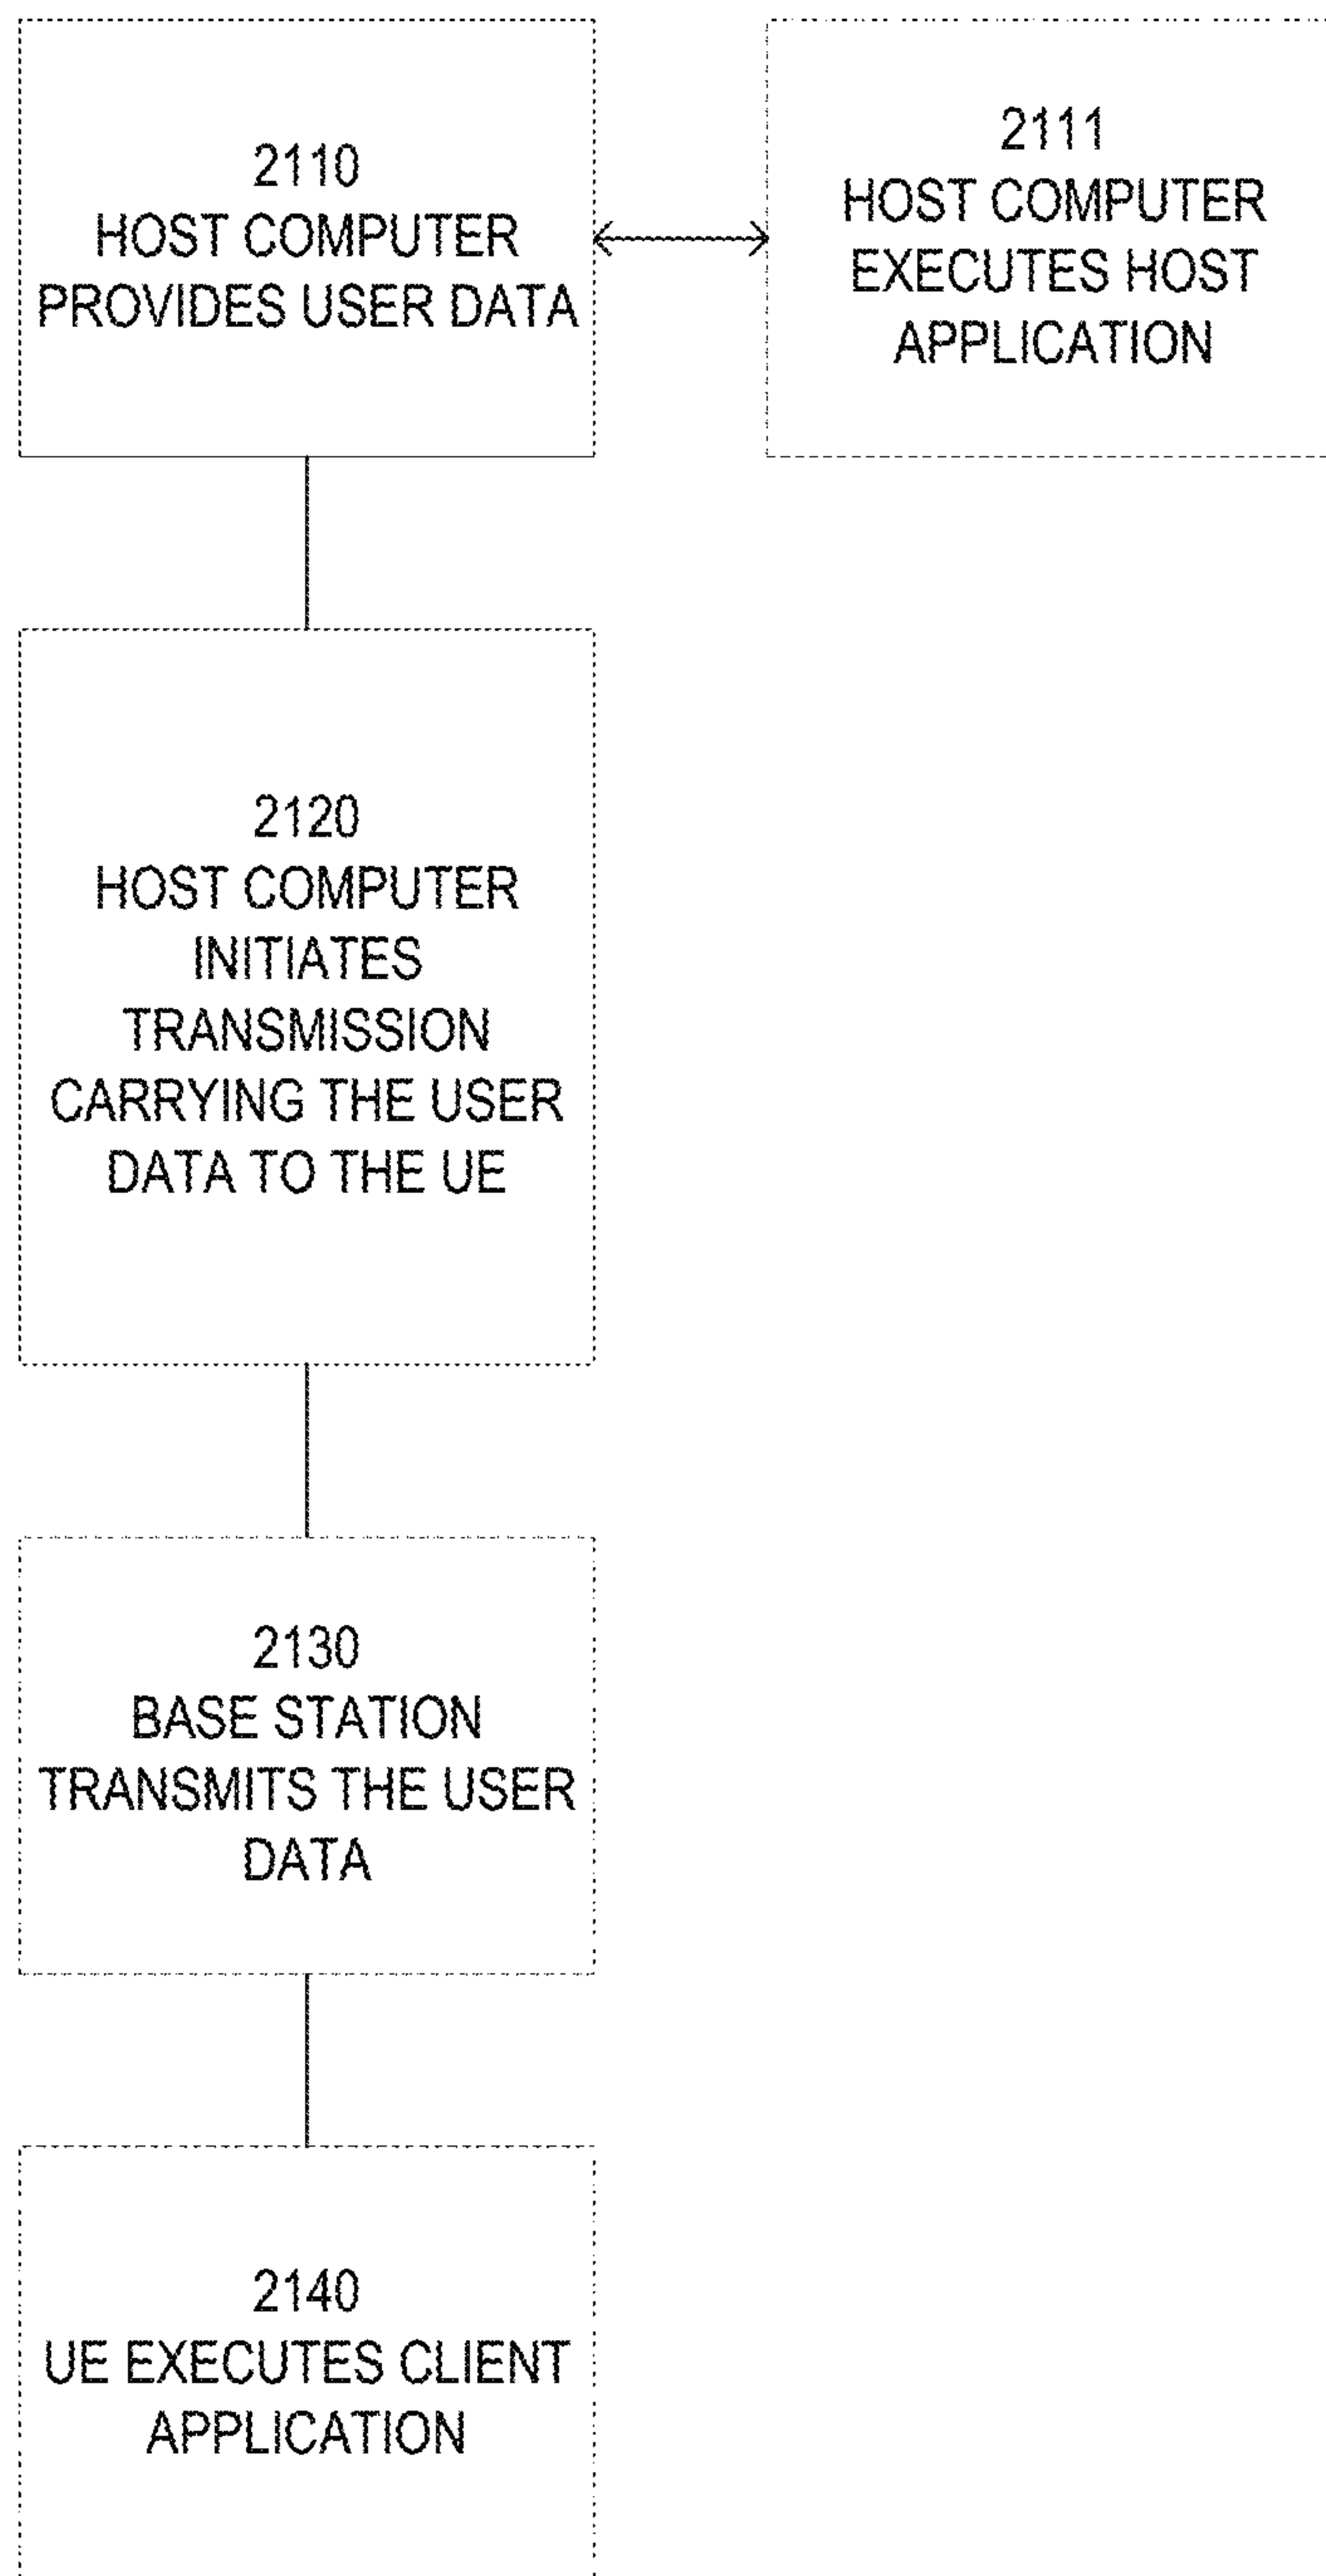 2110
HOST COMPUTER
PROVIDES USER DATA
2111
HOST COMPUTER
EXECUTES HOST
APPLICATION
2120
HOST COMPUTER
INITIATES
TRANSMISSION
CARRYING THE USER
DATA TO THE UE
2130
BASE STATION
TRANSMITS THE USER
DATA
2140
UE EXECUTES CLIENT
APPLICATION